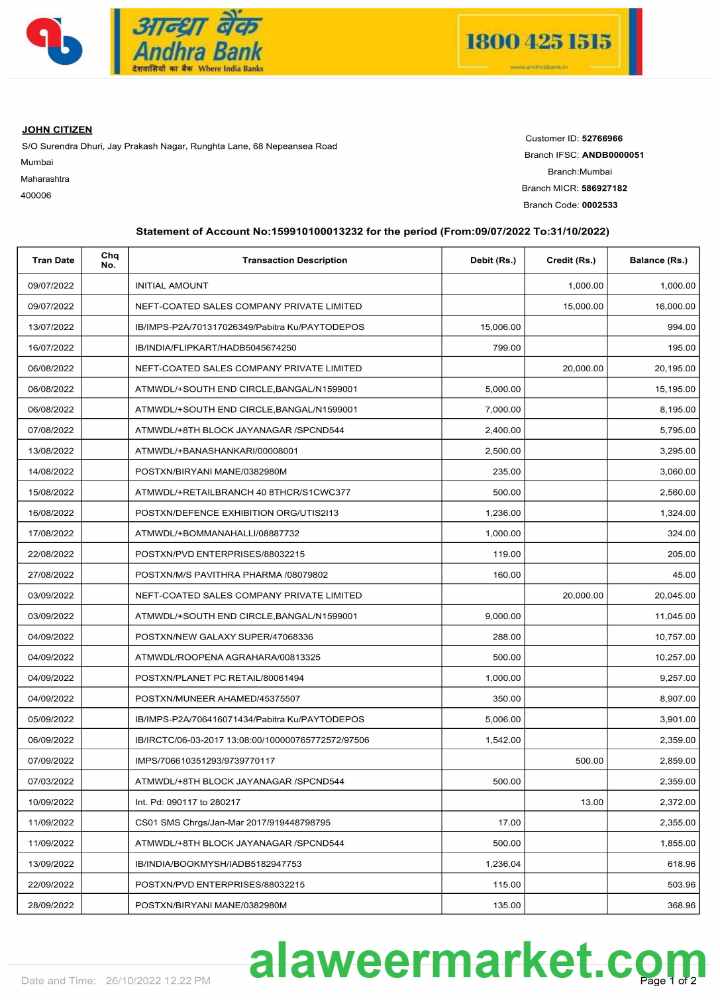 आन्ध्रा बैंक
Andhra Bank
देशवासियों का बैंक Where India Banks
1800 425 1515
www.andhrabank.in
JOHN CITIZEN
S/O Surendra Dhuri, Jay Prakash Nagar, Runghta Lane, 68 Nepeansea Road
Mumbai
Maharashtra
400006
Customer ID: 52766966
Branch IFSC: ANDB0000051
Branch:Mumbai
Branch MICR: 586927182
Branch Code: 0002533
Statement of Account No:159910100013232 for the period (From:09/07/2022 To:31/10/2022)
Tran Date Chq No. Transaction Description Debit (Rs.) Credit (Rs.) Balance (Rs.)
09/07/2022 INITIAL AMOUNT 1,000.00 1,000.00
09/07/2022 NEFT-COATED SALES COMPANY PRIVATE LIMITED 15,000.00 16,000.00
13/07/2022 IB/IMPS-P2A/701317026349/Pabitra Ku/PAYTODEPOS 15,006.00 994.00
16/07/2022 IB/INDIA/FLIPKART/HADB5045674250 799.00 195.00
06/08/2022 NEFT-COATED SALES COMPANY PRIVATE LIMITED 20,000.00 20,195.00
06/08/2022 ATMWDL/+SOUTH END CIRCLE,BANGAL/N1599001 5,000.00 15,195.00
06/08/2022 ATMWDL/+SOUTH END CIRCLE,BANGAL/N1599001 7,000.00 8,195.00
07/08/2022 ATMWDL/+8TH BLOCK JAYANAGAR /SPCND544 2,400.00 5,795.00
13/08/2022 ATMWDL/+BANASHANKARI/00008001 2,500.00 3,295.00
14/08/2022 POSTXN/BIRYANI MANE/0382980M 235.00 3,060.00
15/08/2022 ATMWDL/+RETAILBRANCH 40 8THCR/S1CWC377 500.00 2,560.00
16/08/2022 POSTXN/DEFENCE EXHIBITION ORG/UTIS2I13 1,236.00 1,324.00
17/08/2022 ATMWDL/+BOMMANAHALLI/08887732 1,000.00 324.00
22/08/2022 POSTXN/PVD ENTERPRISES/88032215 119.00 205.00
27/08/2022 POSTXN/M/S PAVITHRA PHARMA /08079802 160.00 45.00
03/09/2022 NEFT-COATED SALES COMPANY PRIVATE LIMITED 20,000.00 20,045.00
03/09/2022 ATMWDL/+SOUTH END CIRCLE,BANGAL/N1599001 9,000.00 11,045.00
04/09/2022 POSTXN/NEW GALAXY SUPER/47068336 288.00 10,757.00
04/09/2022 ATMWDL/ROOPENA AGRAHARA/00813325 500.00 10,257.00
04/09/2022 POSTXN/PLANET PC RETAIL/80061494 1,000.00 9,257.00
04/09/2022 POSTXN/MUNEER AHAMED/45375507 350.00 8,907.00
05/09/2022 IB/IMPS-P2A/706416071434/Pabitra Ku/PAYTODEPOS 5,006.00 3,901.00
06/09/2022 IB/IRCTC/06-03-2017 13:08:00/100000765772572/97506 1,542.00 2,359.00
07/09/2022 IMPS/706610351293/9739770117 500.00 2,859.00
07/03/2022 ATMWDL/+8TH BLOCK JAYANAGAR /SPCND544 500.00 2,359.00
10/09/2022 Int. Pd: 090117 to 280217 13.00 2,372.00
11/09/2022 CS01 SMS Chrgs/Jan-Mar 2017/919448798795 17.00 2,355.00
11/09/2022 ATMWDL/+8TH BLOCK JAYANAGAR /SPCND544 500.00 1,855.00
13/09/2022 IB/INDIA/BOOKMYSH/IADB5182947753 1,236.04 618.96
22/09/2022 POSTXN/PVD ENTERPRISES/88032215 115.00 503.96
28/09/2022 POSTXN/BIRYANI MANE/0382980M 135.00 368.96
alaweermarket.com
Date and Time: 26/10/2022 12.22 PM
Page 1 of 2